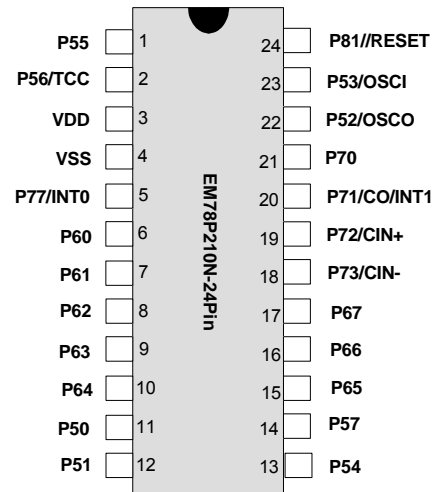 P55 1 24 P81//RESET
P56/TCC 2 23 P53/OSCI
VDD 3 22 P52/OSCO
VSS 4 21 P70
P77/INT0 5 20 P71/CO/INT1
P60 6 19 P72/CIN+
P61 7 18 P73/CIN-
P62 8 17 P67
P63 9 16 P66
P64 10 15 P65
P50 11 14 P57
P51 12 13 P54
EM78P210N-24Pin